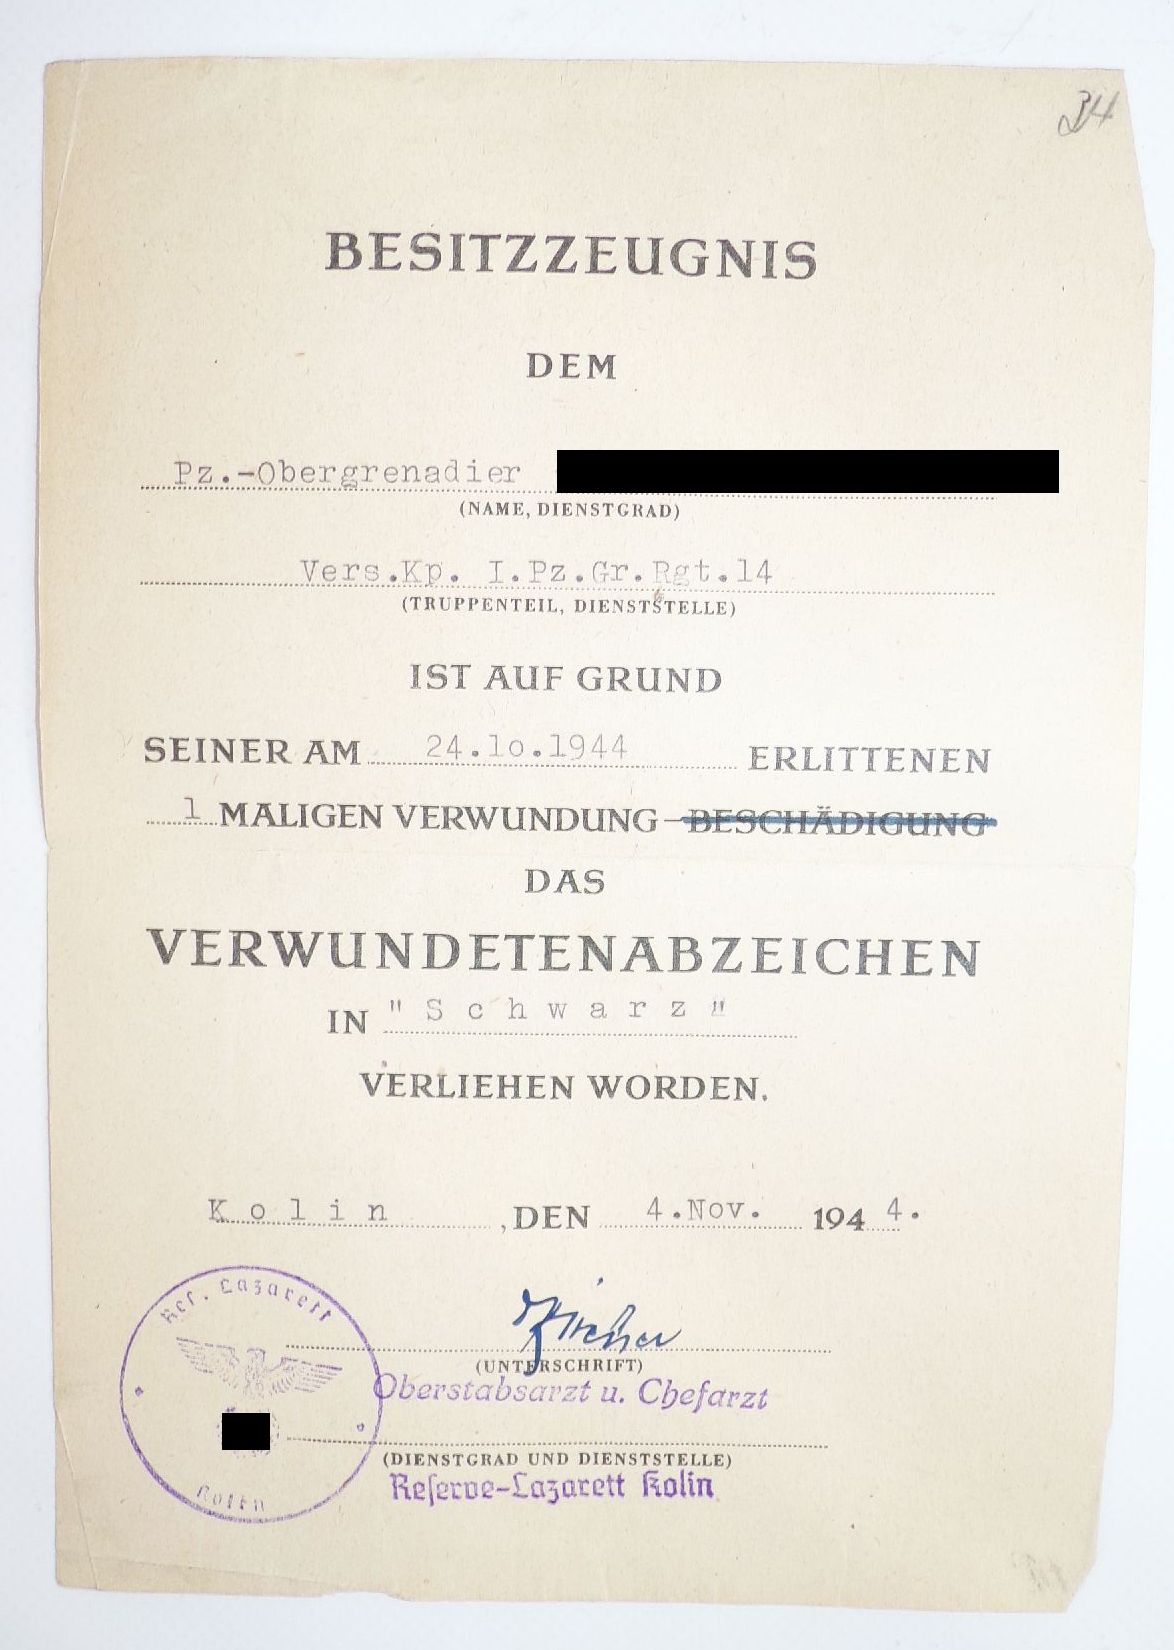 34
BESITZZEUGNIS
DEM
Pz.-Obergrenadier
(NAME, DIENSTGRAD)
Vers.Kp. I.Pz.Gr.Rgt.14
(TRUPPENTEIL, DIENSTSTELLE)
IST AUF GRUND
SEINER AM 24.1o.1944 ERLITTENEN
1 MALIGEN VERWUNDUNG – BESCHÄDIGUNG
DAS
VERWUNDETENABZEICHEN
IN "Schwarz"
VERLIEHEN WORDEN.
Kolin, DEN 4.Nov. 1944.
Res. Lazarett
Kolin
(UNTERSCHRIFT)
Oberstabsarzt u. Chefarzt
(DIENSTGRAD UND DIENSTSTELLE)
Reserve-Lazarett Kolin